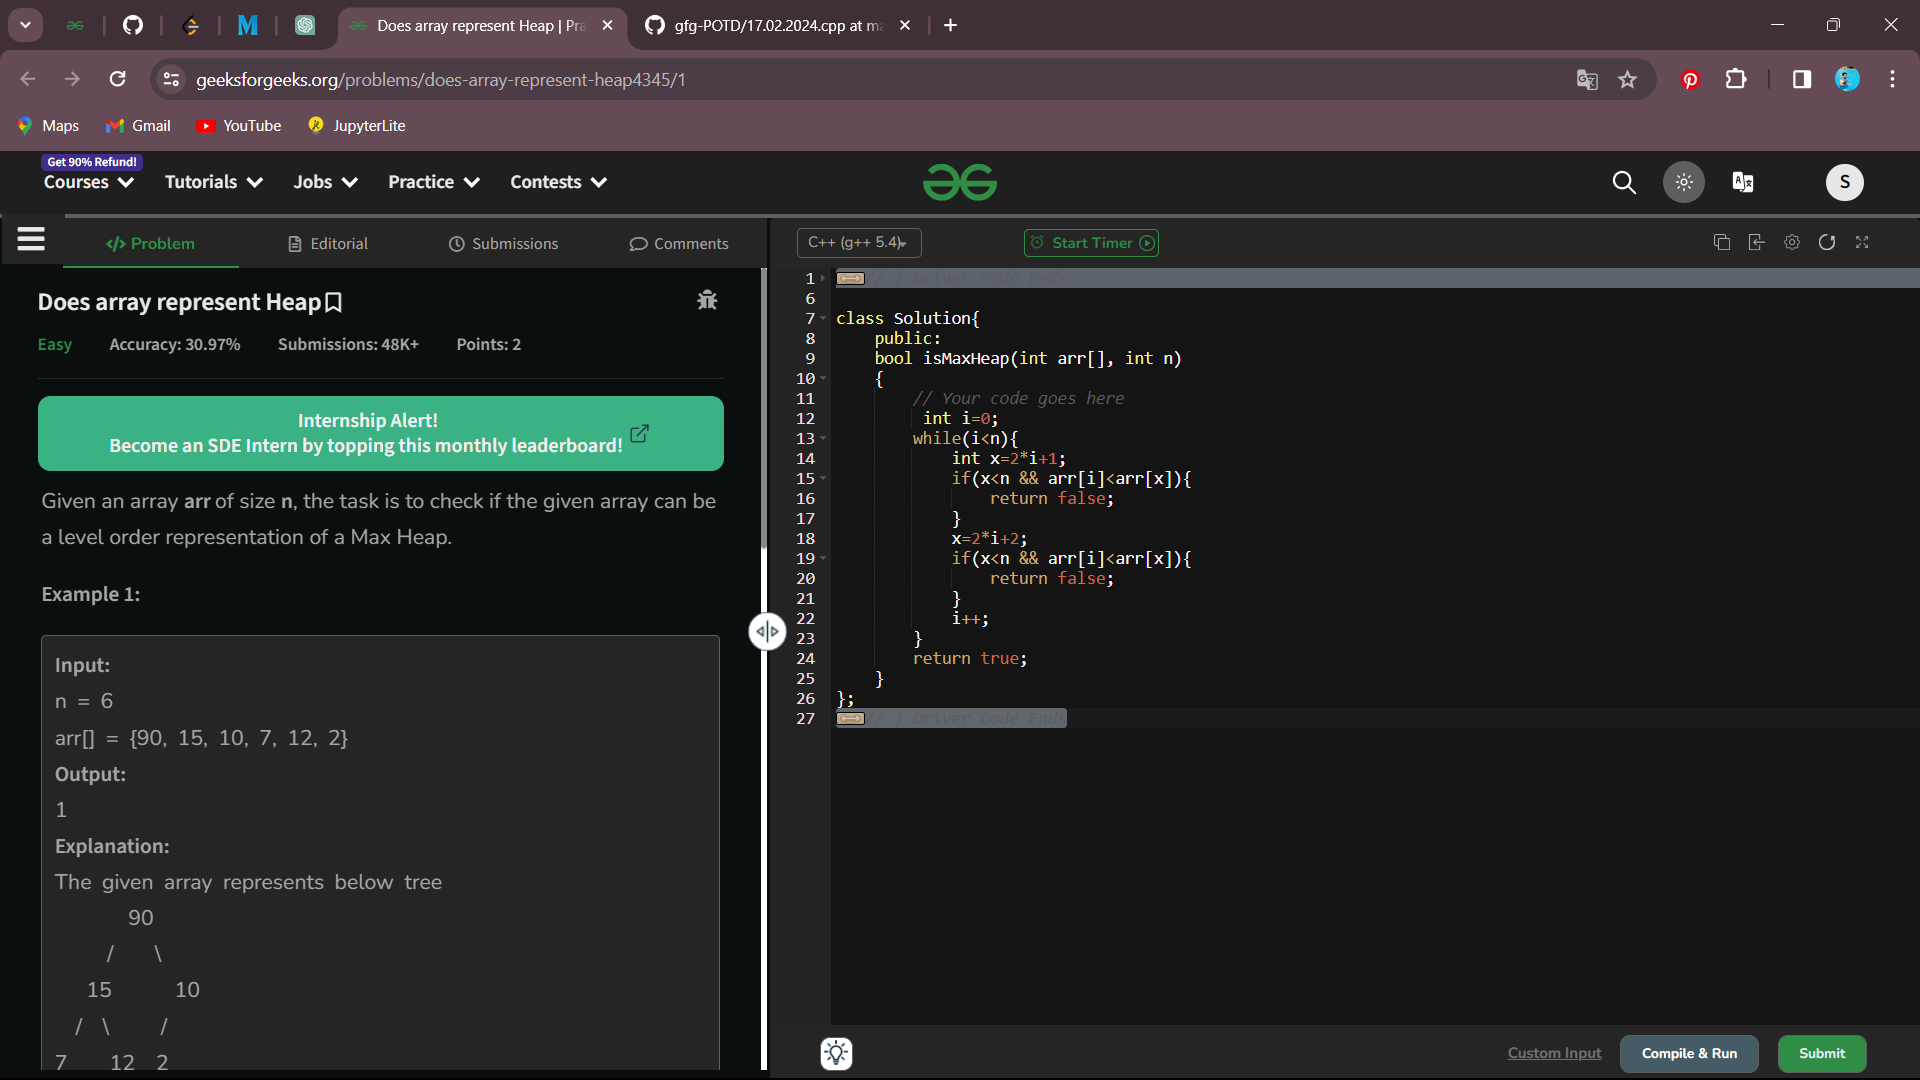 Does array represent Heap | Pra
gfg-POTD/17.02.2024.cpp at ma
geeksforgeeks.org/problems/does-array-represent-heap4345/1
Maps
Gmail
YouTube
JupyterLite
Get 90% Refund!
Courses
Tutorials
Jobs
Practice
Contests
S
</> Problem
Editorial
Submissions
Comments
Does array represent Heap
Easy
Accuracy: 30.97%
Submissions: 48K+
Points: 2
Internship Alert!
Become an SDE Intern by topping this monthly leaderboard!
Given an array arr of size n, the task is to check if the given array can be
a level order representation of a Max Heap.
Example 1:
Input:
n = 6
arr[] = {90, 15, 10, 7, 12, 2}
Output:
1
Explanation:
The given array represents below tree
90
/ \
15 10
/ \ /
7 12 2
C++ (g++ 5.4)
Start Timer
1 // } Driver Code Ends
6
7 class Solution{
8 public:
9 bool isMaxHeap(int arr[], int n)
10 {
11 // Your code goes here
12 int i=0;
13 while(i<n){
14 int x=2*i+1;
15 if(x<n && arr[i]<arr[x]){
16 return false;
17 }
18 x=2*i+2;
19 if(x<n && arr[i]<arr[x]){
20 return false;
21 }
22 i++;
23 }
24 return true;
25 }
26 };
27 // } Driver Code Ends
Custom Input
Compile & Run
Submit